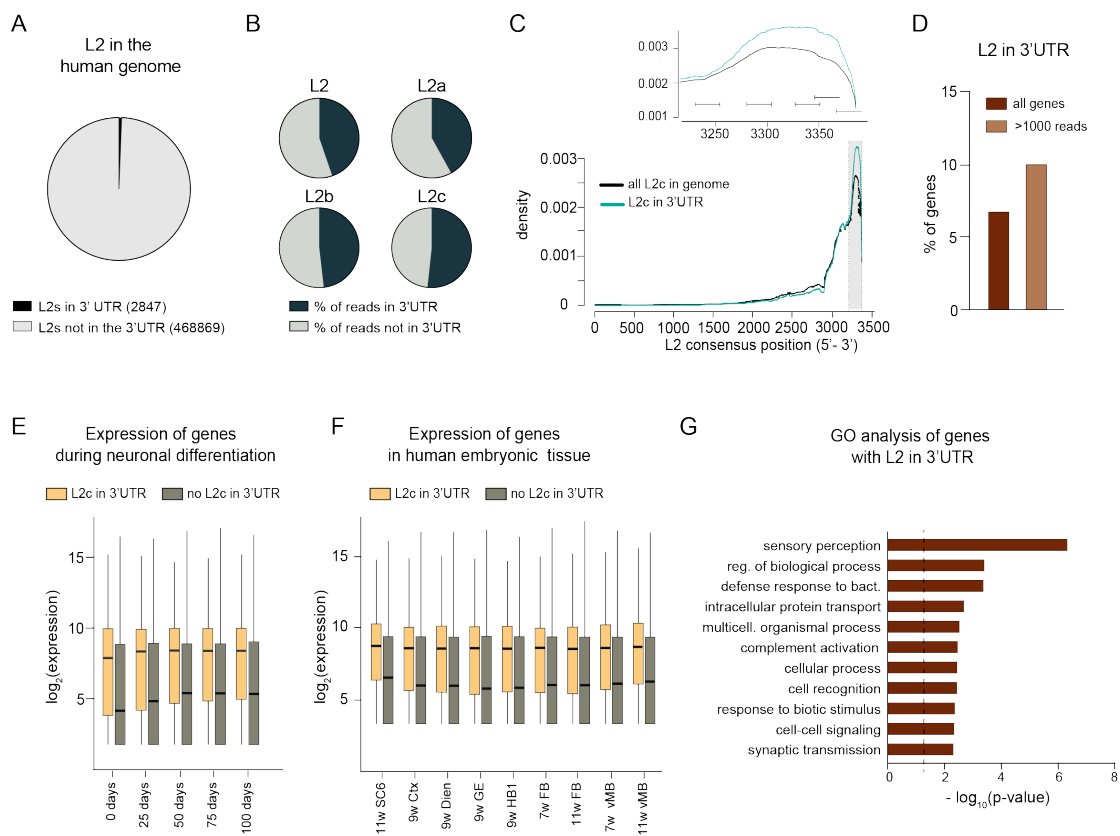 A
L2 in the
human genome
L2s in 3' UTR (2847)
L2s not in the 3'UTR (468869)
B
L2
L2a
L2b
L2c
% of reads in 3'UTR
% of reads not in 3'UTR
C
0.003
0.002
0.001
3250
3300
3350
density
0.003
0.002
0.001
0
all L2c in genome
L2c in 3'UTR
0
500
1000
1500
2000
2500
3000
3500
L2 consensus position (5'- 3')
D
L2 in 3'UTR
% of genes
15
10
5
0
all genes
>1000 reads
E
Expression of genes
during neuronal differentiation
L2c in 3'UTR
no L2c in 3'UTR
log2(expression)
15
10
5
0 days
25 days
50 days
75 days
100 days
F
Expression of genes
in human embryonic tissue
L2c in 3'UTR
no L2c in 3'UTR
log2(expression)
15
10
5
11w SC6
9w Ctx
9w Dien
9w GE
9w HB1
7w FB
11w FB
7w vMB
11w vMB
G
GO analysis of genes
with L2 in 3'UTR
sensory perception
reg. of biological process
defense response to bact.
intracellular protein transport
multicell. organismal process
complement activation
cellular process
cell recognition
response to biotic stimulus
cell-cell signaling
synaptic transmission
0
2
4
6
8
- log10(p-value)